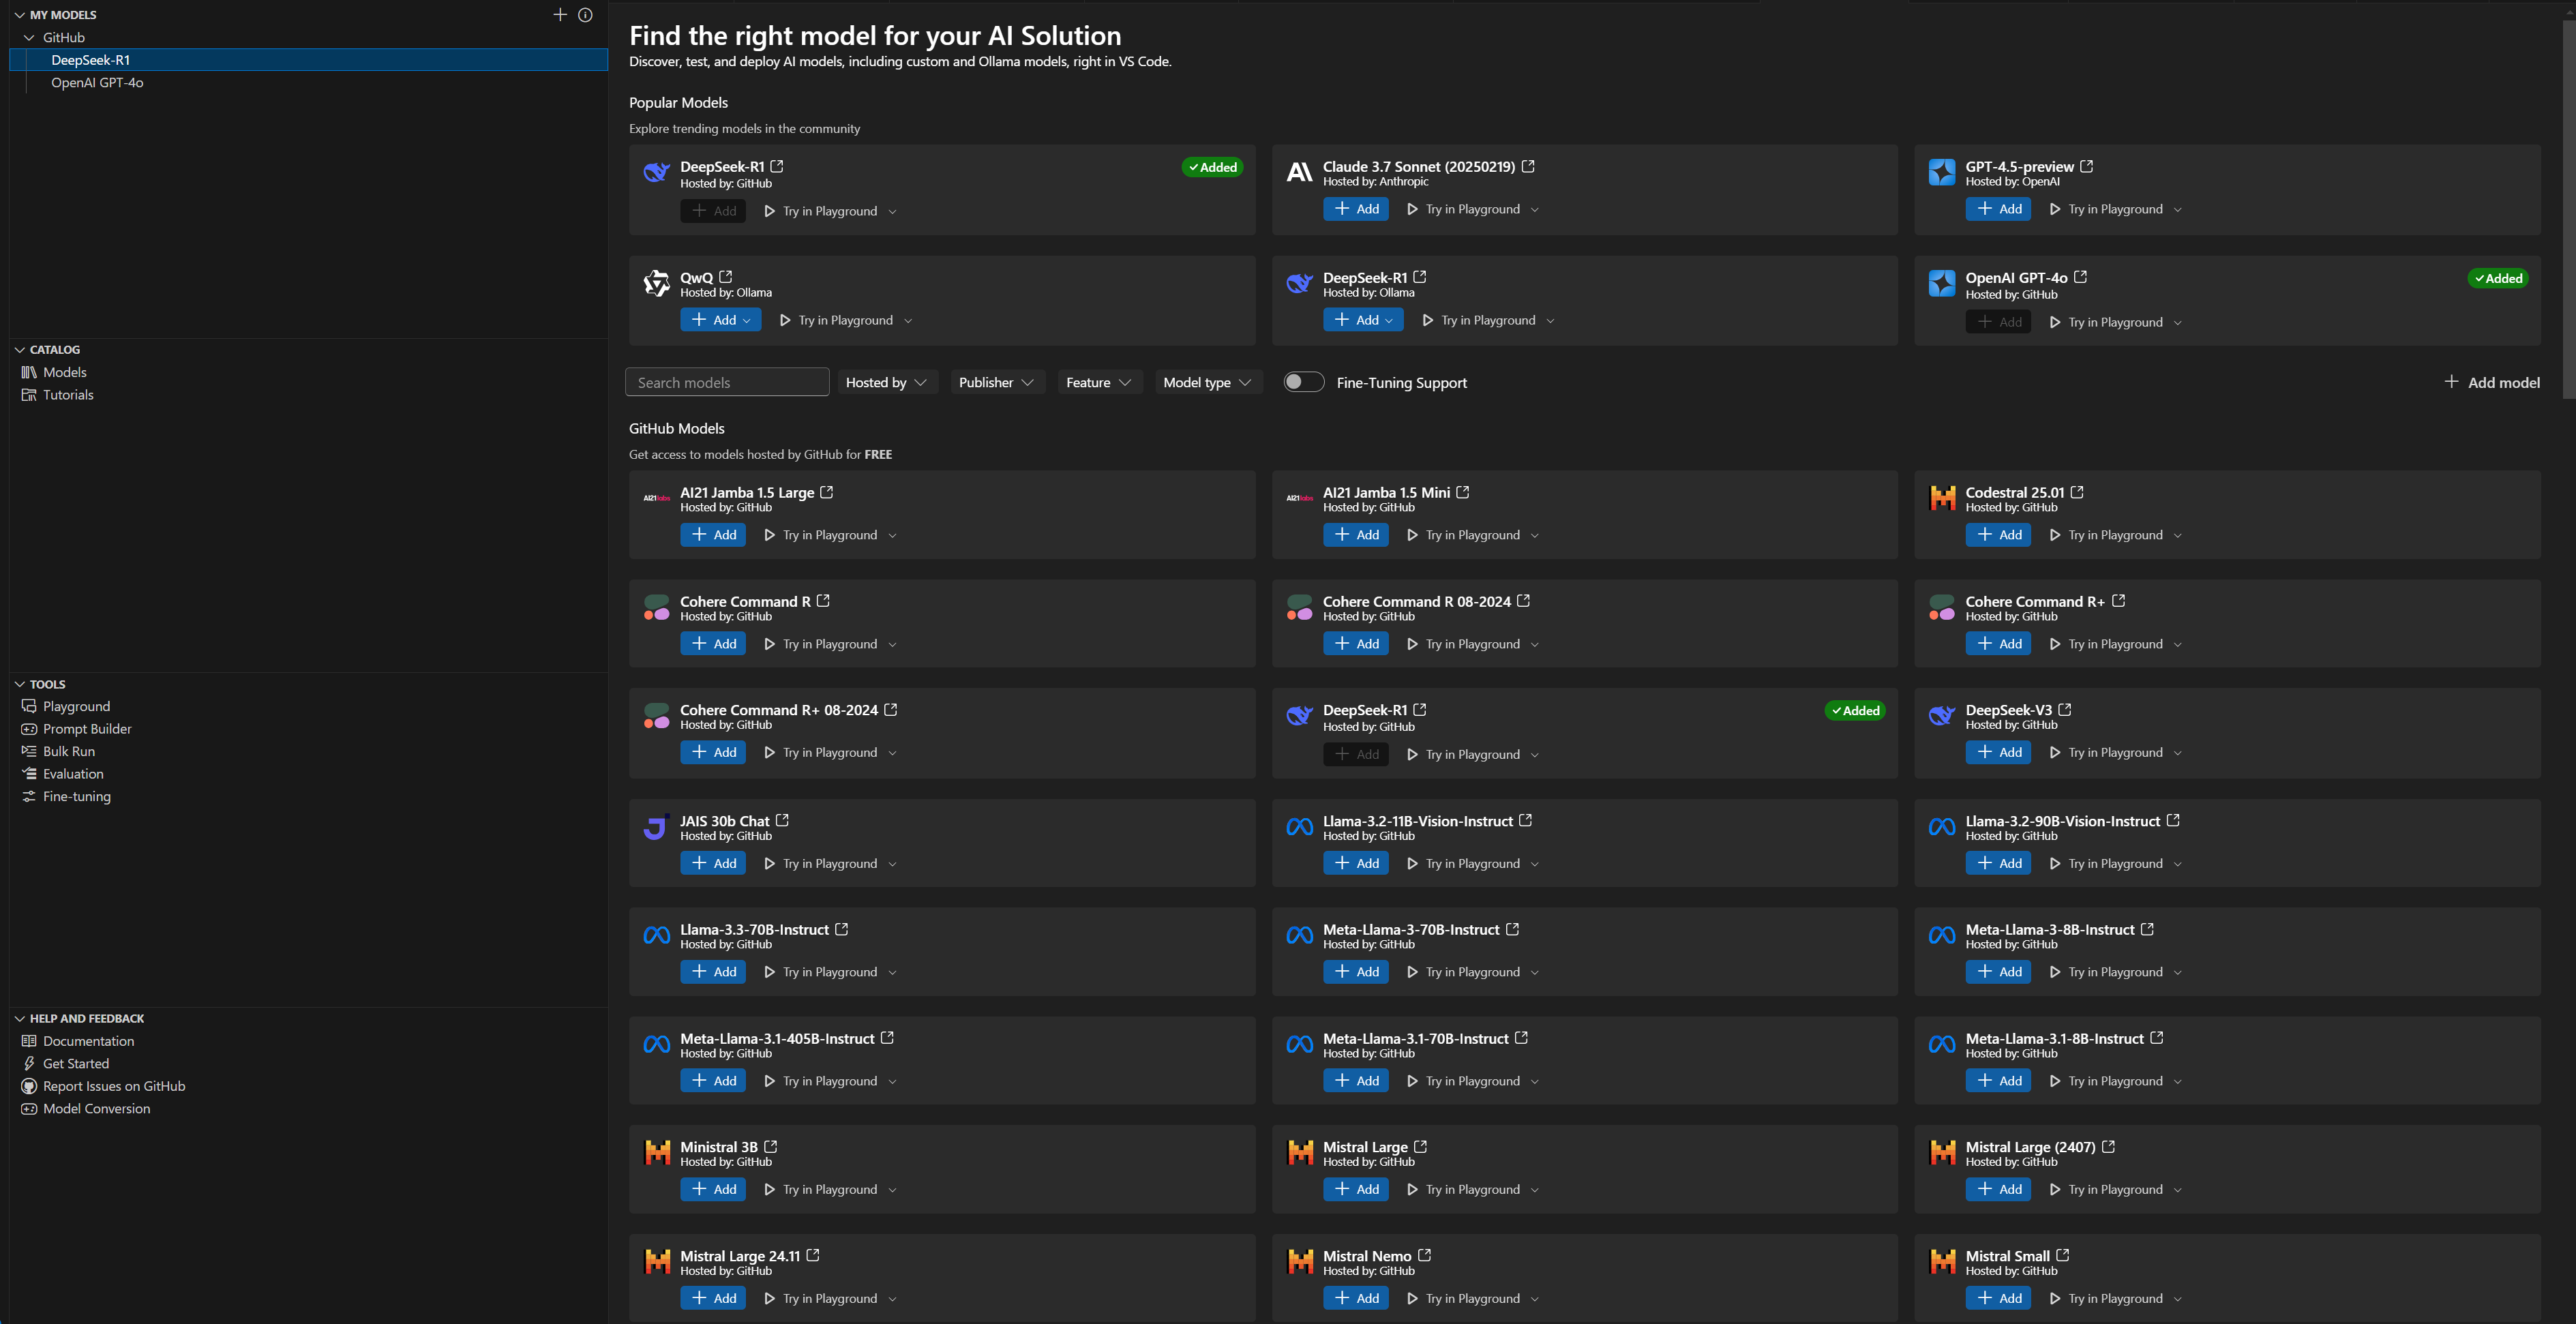 MY MODELS
GitHub
DeepSeek-R1
OpenAI GPT-4o
CATALOG
Models
Tutorials
TOOLS
Playground
Prompt Builder
Bulk Run
Evaluation
Fine-tuning
HELP AND FEEDBACK
Documentation
Get Started
Report Issues on GitHub
Model Conversion
Find the right model for your AI Solution
Discover, test, and deploy AI models, including custom and Ollama models, right in VS Code.
Popular Models
Explore trending models in the community
DeepSeek-R1 Added
Hosted by: GitHub
Add Try in Playground
Claude 3.7 Sonnet (20250219)
Hosted by: Anthropic
Add Try in Playground
GPT-4.5-preview
Hosted by: OpenAI
Add Try in Playground
QwQ
Hosted by: Ollama
Add Try in Playground
DeepSeek-R1
Hosted by: Ollama
Add Try in Playground
OpenAI GPT-4o Added
Hosted by: GitHub
Add Try in Playground
Search models Hosted by Publisher Feature Model type Fine-Tuning Support Add model
GitHub Models
Get access to models hosted by GitHub for FREE
AI21labs
AI21 Jamba 1.5 Large
Hosted by: GitHub
Add Try in Playground
AI21labs
AI21 Jamba 1.5 Mini
Hosted by: GitHub
Add Try in Playground
Codestral 25.01
Hosted by: GitHub
Add Try in Playground
Cohere Command R
Hosted by: GitHub
Add Try in Playground
Cohere Command R 08-2024
Hosted by: GitHub
Add Try in Playground
Cohere Command R+
Hosted by: GitHub
Add Try in Playground
Cohere Command R+ 08-2024
Hosted by: GitHub
Add Try in Playground
DeepSeek-R1 Added
Hosted by: GitHub
Add Try in Playground
DeepSeek-V3
Hosted by: GitHub
Add Try in Playground
JAIS 30b Chat
Hosted by: GitHub
Add Try in Playground
Llama-3.2-11B-Vision-Instruct
Hosted by: GitHub
Add Try in Playground
Llama-3.2-90B-Vision-Instruct
Hosted by: GitHub
Add Try in Playground
Llama-3.3-70B-Instruct
Hosted by: GitHub
Add Try in Playground
Meta-Llama-3-70B-Instruct
Hosted by: GitHub
Add Try in Playground
Meta-Llama-3-8B-Instruct
Hosted by: GitHub
Add Try in Playground
Meta-Llama-3.1-405B-Instruct
Hosted by: GitHub
Add Try in Playground
Meta-Llama-3.1-70B-Instruct
Hosted by: GitHub
Add Try in Playground
Meta-Llama-3.1-8B-Instruct
Hosted by: GitHub
Add Try in Playground
Ministral 3B
Hosted by: GitHub
Add Try in Playground
Mistral Large
Hosted by: GitHub
Add Try in Playground
Mistral Large (2407)
Hosted by: GitHub
Add Try in Playground
Mistral Large 24.11
Hosted by: GitHub
Add Try in Playground
Mistral Nemo
Hosted by: GitHub
Add Try in Playground
Mistral Small
Hosted by: GitHub
Add Try in Playground